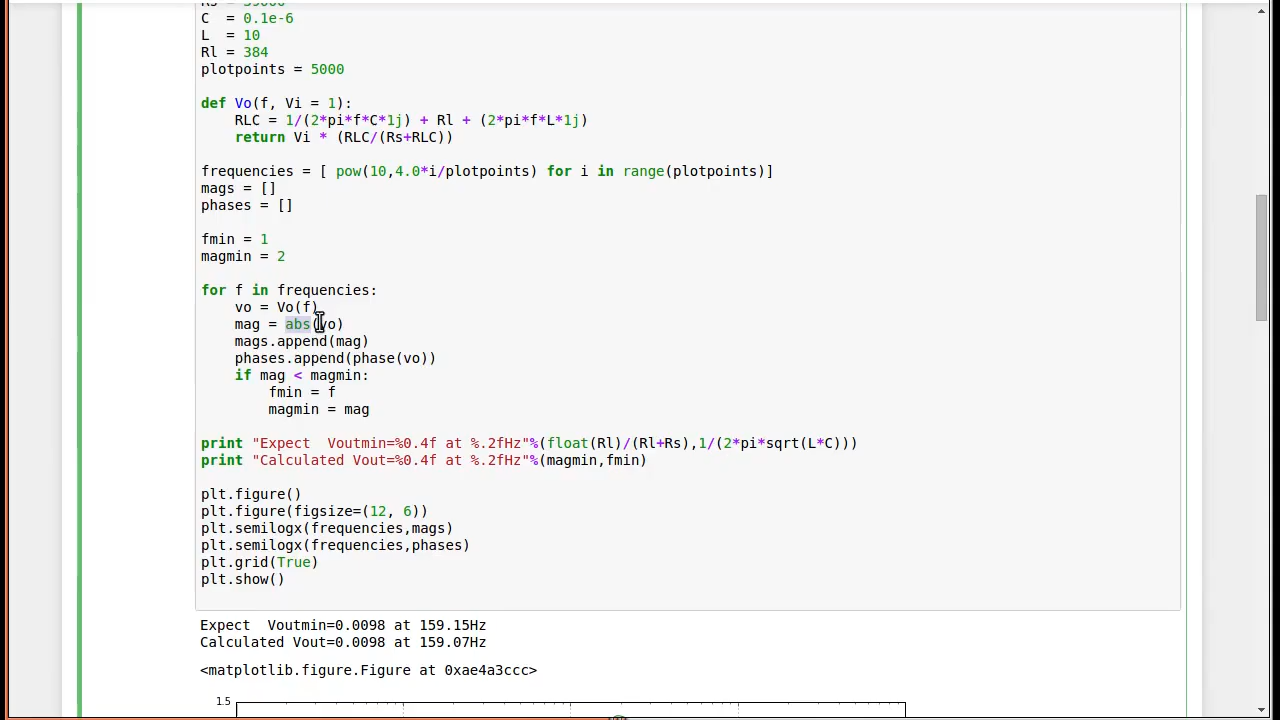 Rs = 39000
C  = 0.1e-6
L  = 10
Rl = 384
plotpoints = 5000
def Vo(f, Vi = 1):
    RLC = 1/(2*pi*f*C*1j) + Rl + (2*pi*f*L*1j)
    return Vi * (RLC/(Rs+RLC))
frequencies = [ pow(10,4.0*i/plotpoints) for i in range(plotpoints)]
mags = []
phases = []
fmin = 1
magmin = 2
for f in frequencies:
    vo = Vo(f)
    mag = abs(vo)
    mags.append(mag)
    phases.append(phase(vo))
    if mag < magmin:
        fmin = f
        magmin = mag
print "Expect  Voutmin=%0.4f at %.2fHz"%(float(Rl)/(Rl+Rs),1/(2*pi*sqrt(L*C)))
print "Calculated Vout=%0.4f at %.2fHz"%(magmin,fmin)
plt.figure()
plt.figure(figsize=(12, 6))
plt.semilogx(frequencies,mags)
plt.semilogx(frequencies,phases)
plt.grid(True)
plt.show()
Expect  Voutmin=0.0098 at 159.15Hz
Calculated Vout=0.0098 at 159.07Hz
<matplotlib.figure.Figure at 0xae4a3ccc>
1.5